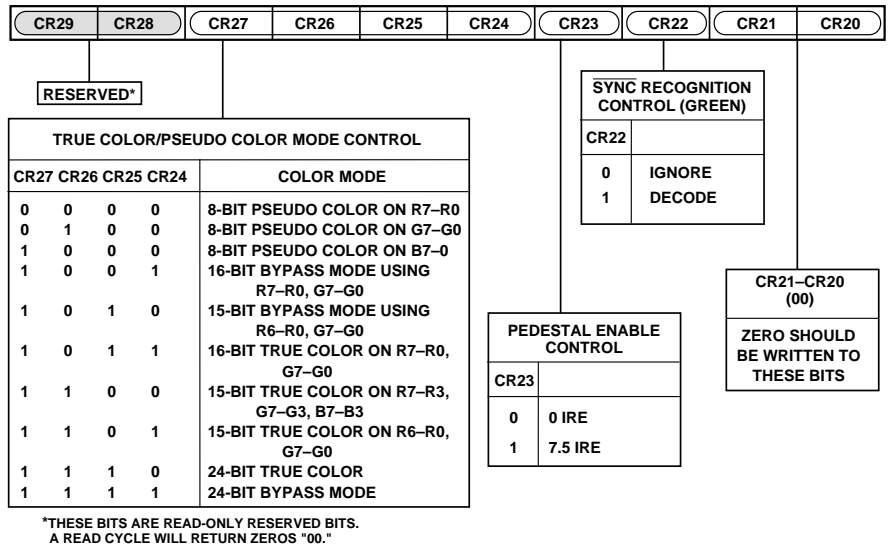 CR29 CR28 CR27 CR26 CR25 CR24 CR23 CR22 CR21 CR20
RESERVED*
TRUE COLOR/PSEUDO COLOR MODE CONTROL
CR27 CR26 CR25 CR24 COLOR MODE
0 0 0 0 8-BIT PSEUDO COLOR ON R7–R0
0 1 0 0 8-BIT PSEUDO COLOR ON G7–G0
1 0 0 0 8-BIT PSEUDO COLOR ON B7–0
1 0 0 1 16-BIT BYPASS MODE USING
R7–R0, G7–G0
1 0 1 0 15-BIT BYPASS MODE USING
R6–R0, G7–G0
1 0 1 1 16-BIT TRUE COLOR ON R7–R0,
G7–G0
1 1 0 0 15-BIT TRUE COLOR ON R7–R3,
G7–G3, B7–B3
1 1 0 1 15-BIT TRUE COLOR ON R6–R0,
G7–G0
1 1 1 0 24-BIT TRUE COLOR
1 1 1 1 24-BIT BYPASS MODE
*THESE BITS ARE READ-ONLY RESERVED BITS.
A READ CYCLE WILL RETURN ZEROS "00."
PEDESTAL ENABLE
CONTROL
CR23
0 0 IRE
1 7.5 IRE
SYNC RECOGNITION
CONTROL (GREEN)
CR22
0 IGNORE
1 DECODE
CR21–CR20
(00)
ZERO SHOULD
BE WRITTEN TO
THESE BITS